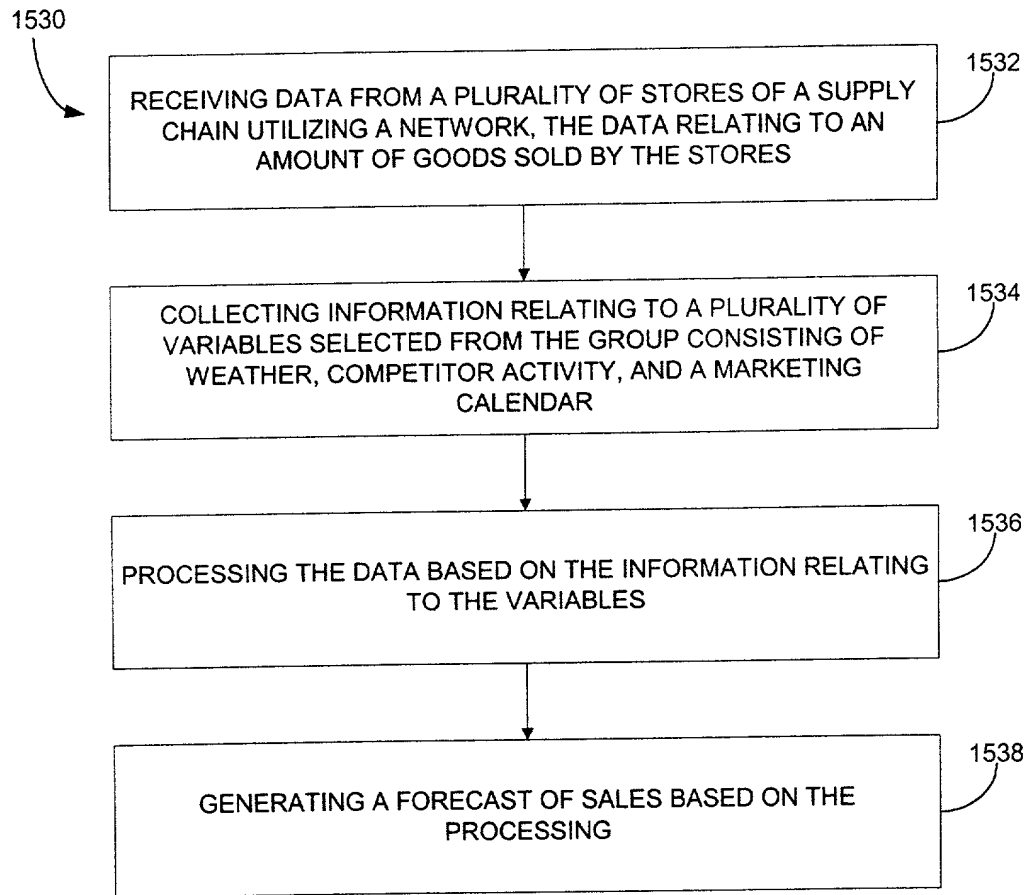 1530
1532
RECEIVING DATA FROM A PLURALITY OF STORES OF A SUPPLY
CHAIN UTILIZING A NETWORK, THE DATA RELATING TO AN
AMOUNT OF GOODS SOLD BY THE STORES
1534
COLLECTING INFORMATION RELATING TO A PLURALITY OF
VARIABLES SELECTED FROM THE GROUP CONSISTING OF
WEATHER, COMPETITOR ACTIVITY, AND A MARKETING
CALENDAR
1536
PROCESSING THE DATA BASED ON THE INFORMATION RELATING
TO THE VARIABLES
1538
GENERATING A FORECAST OF SALES BASED ON THE
PROCESSING